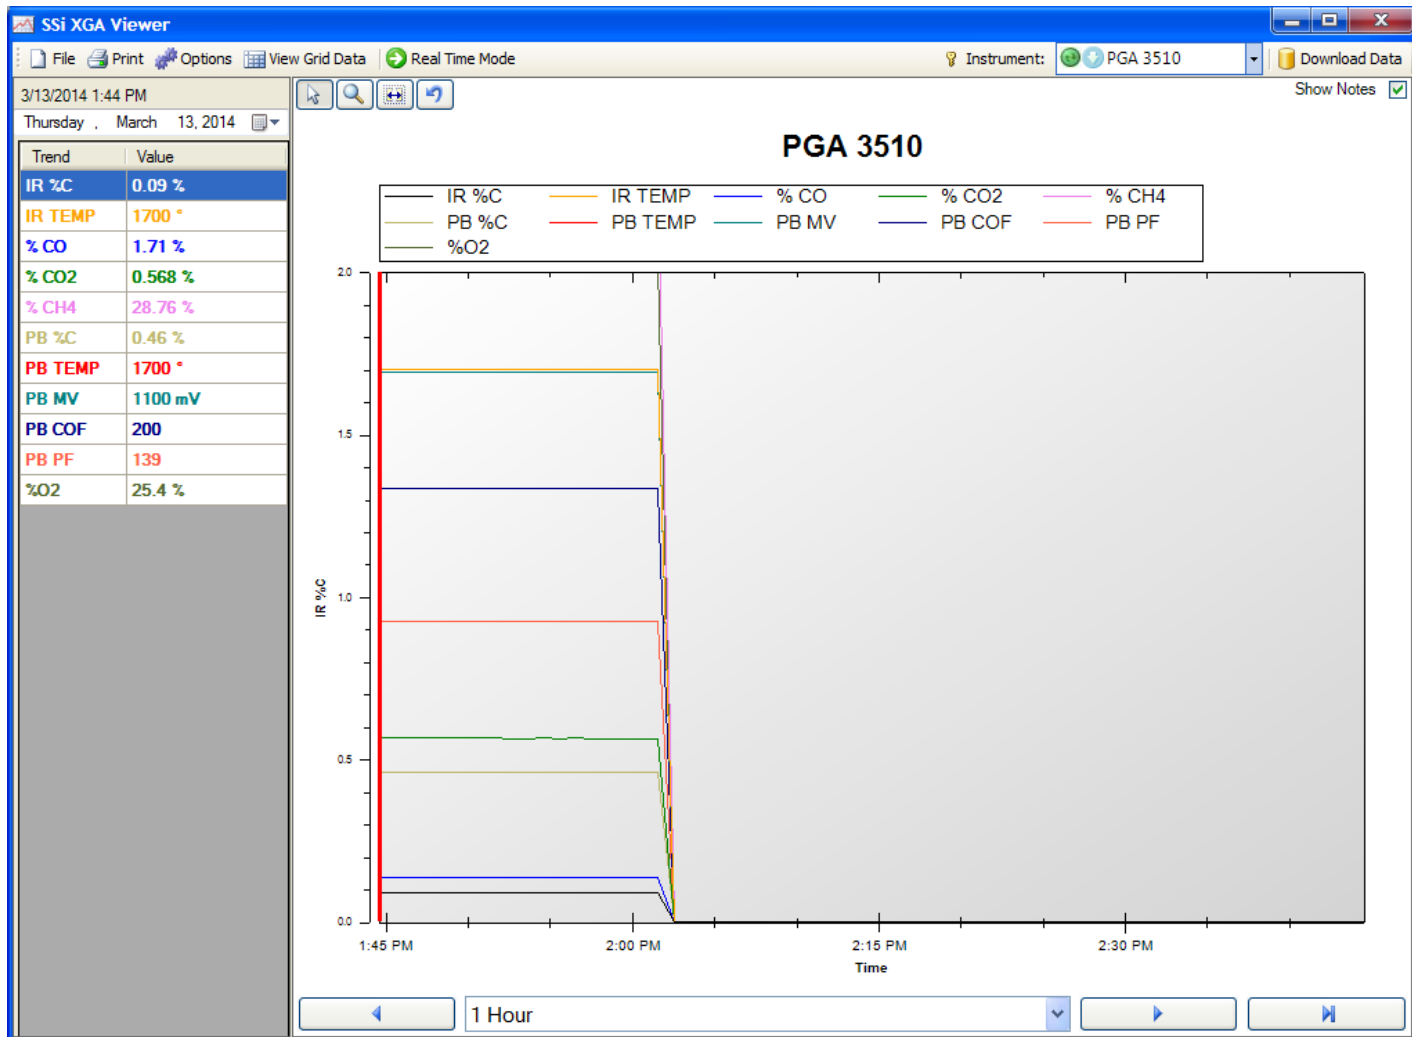 SSi XGA Viewer
File Print Options View Grid Data Real Time Mode Instrument: PGA 3510 Download Data
3/13/2014 1:44 PM
Show Notes
Thursday , March 13, 2014
Trend Value
IR %C 0.09 %
IR TEMP 1700 °
% CO 1.71 %
% CO2 0.568 %
% CH4 28.76 %
PB %C 0.46 %
PB TEMP 1700 °
PB MV 1100 mV
PB COF 200
PB PF 139
%O2 25.4 %
PGA 3510
IR %C IR TEMP % CO % CO2 % CH4
PB %C PB TEMP PB MV PB COF PB PF
%O2
2.0
1.5
1.0
0.5
0.0
IR %C
1:45 PM 2:00 PM 2:15 PM 2:30 PM
Time
1 Hour